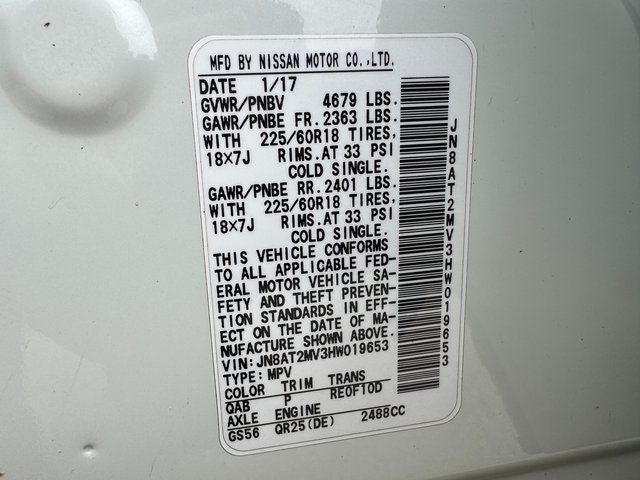 MFD BY NISSAN MOTOR CO.,LTD.
DATE 1/17
GVWR/PNBV 4679 LBS.
GAWR/PNBE FR. 2363 LBS.
WITH 225/60R18 TIRES,
18×7J RIMS.AT 33 PSI
COLD SINGLE.
GAWR/PNBE RR. 2401 LBS.
WITH 225/60R18 TIRES,
18×7J RIMS.AT 33 PSI
COLD SINGLE.
THIS VEHICLE CONFORMS
TO ALL APPLICABLE FED-
ERAL MOTOR VEHICLE SA-
FETY AND THEFT PREVEN-
TION STANDARDS IN EFF-
ECT ON THE DATE OF MA-
NUFACTURE SHOWN ABOVE.
VIN: JN8AT2MV3HW019653
TYPE: MPV
COLOR TRIM TRANS
QAB P RE0F10D
AXLE ENGINE
GS56 QR25(DE) 2488CC
JN8AT2MV3HW019653